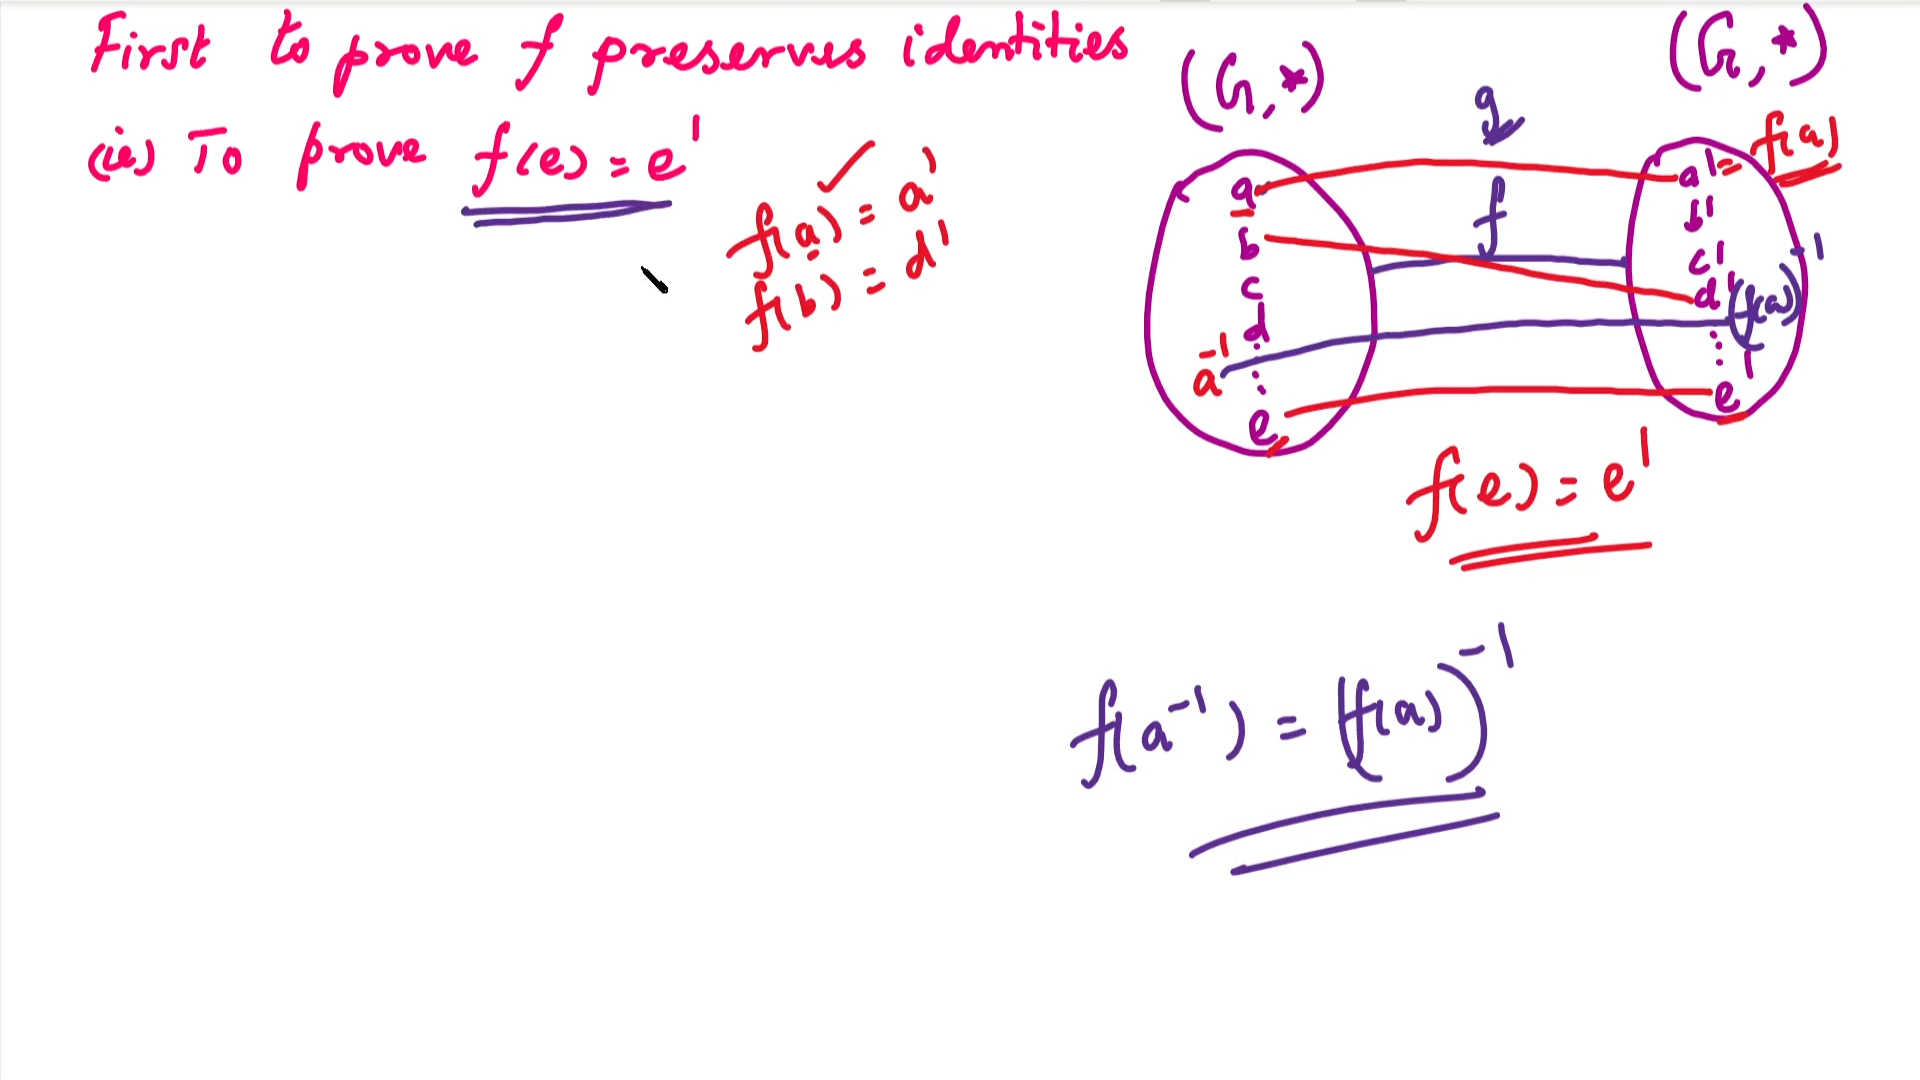 First to prove f preserves identities
(ie) To prove f(e) = e'
f(a) = a'
f(b) = d'
(G, *)
(G, *)
g
f
a
b
c
d
a⁻¹
e
a' = f(a)
b'
c'
d'
(f(a))⁻¹
e'
f(e) = e'
f(a⁻¹) = (f(a))⁻¹